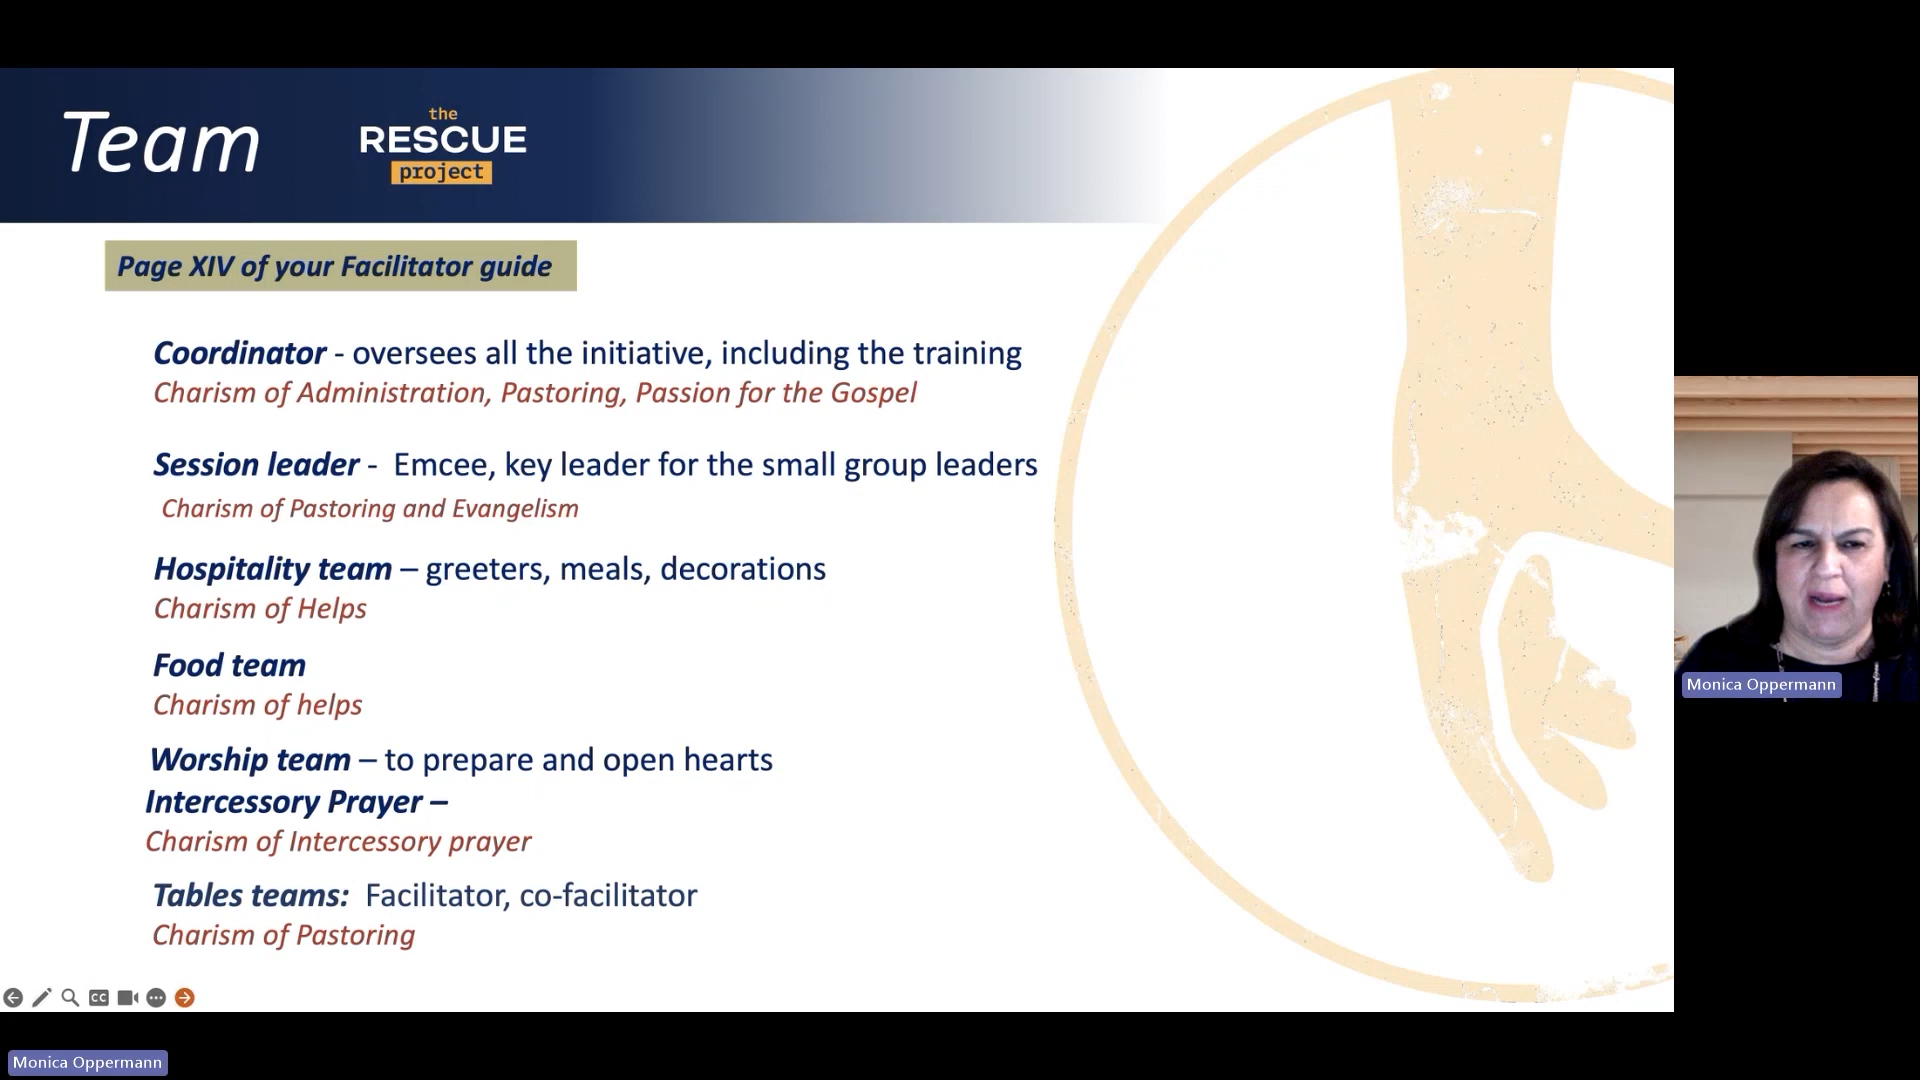 Team
the
RESCUE
project
Page XIV of your Facilitator guide
Coordinator - oversees all the initiative, including the training
Charism of Administration, Pastoring, Passion for the Gospel
Session leader - Emcee, key leader for the small group leaders
Charism of Pastoring and Evangelism
Hospitality team – greeters, meals, decorations
Charism of Helps
Food team
Charism of helps
Worship team – to prepare and open hearts
Intercessory Prayer –
Charism of Intercessory prayer
Tables teams: Facilitator, co-facilitator
Charism of Pastoring
CC
Monica Oppermann
Monica Oppermann